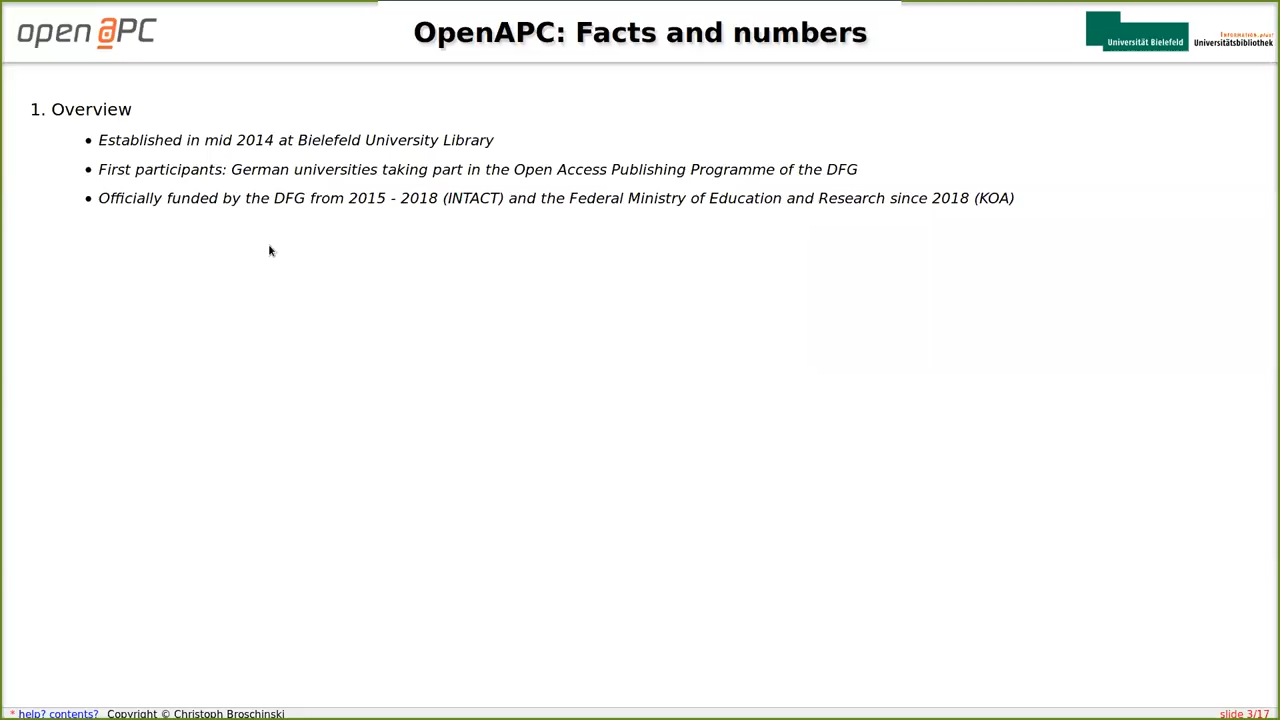 open aPC
OpenAPC: Facts and numbers
Universität Bielefeld
INFORMATION.plus!
Universitätsbibliothek
1. Overview
• Established in mid 2014 at Bielefeld University Library
• First participants: German universities taking part in the Open Access Publishing Programme of the DFG
• Officially funded by the DFG from 2015 - 2018 (INTACT) and the Federal Ministry of Education and Research since 2018 (KOA)
* help? contents? Copyright © Christoph Broschinski
slide 3/17